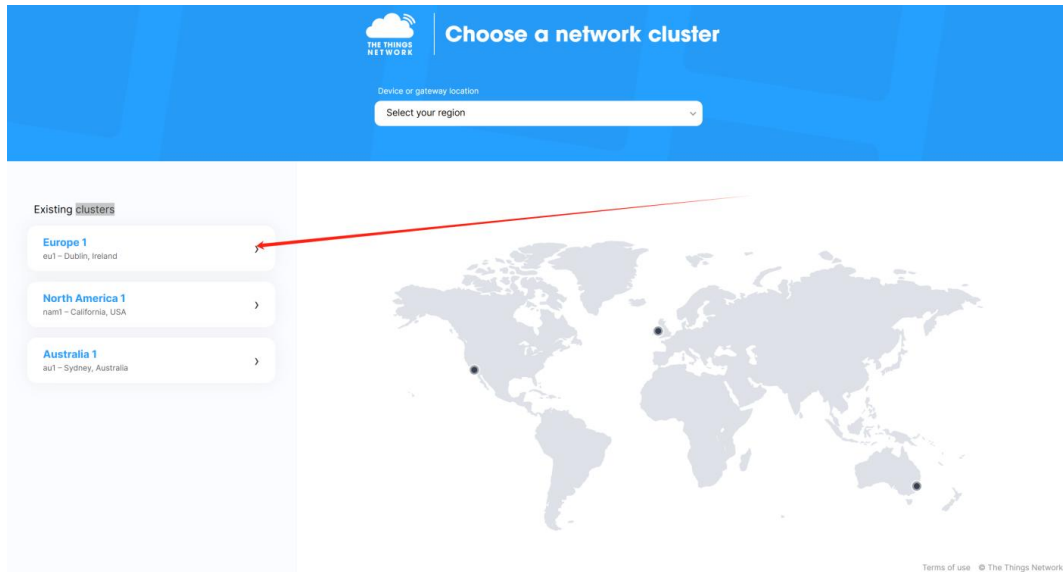 THE THINGS
NETWORK
Choose a network cluster
Device or gateway location
Select your region
Existing clusters
Europe 1
eu1 – Dublin, Ireland
North America 1
nam1 – California, USA
Australia 1
au1 – Sydney, Australia
Terms of use © The Things Network